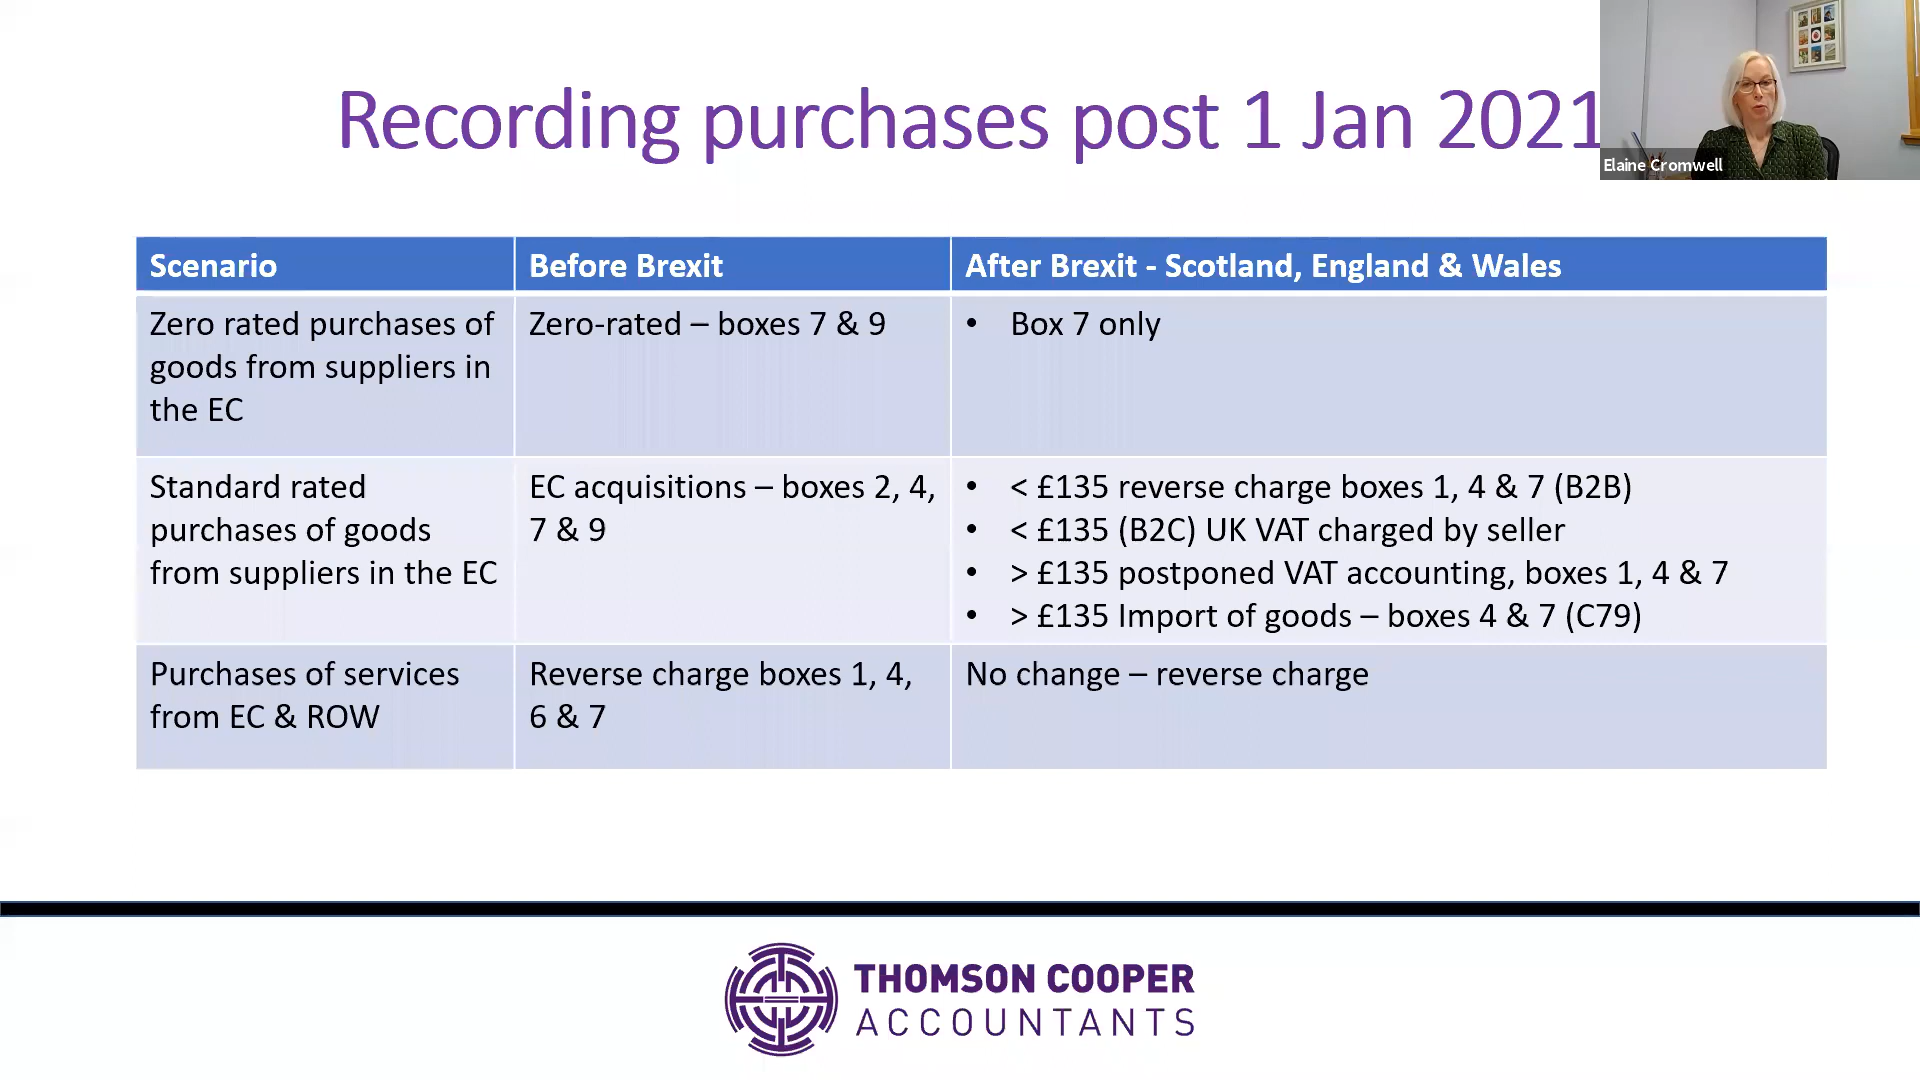 Recording purchases post 1 Jan 2021
Elaine Cromwell
Scenario
Before Brexit
After Brexit - Scotland, England & Wales
Zero rated purchases of
goods from suppliers in
the EC
Zero-rated – boxes 7 & 9
• Box 7 only
Standard rated
purchases of goods
from suppliers in the EC
EC acquisitions – boxes 2, 4,
7 & 9
• < £135 reverse charge boxes 1, 4 & 7 (B2B)
• < £135 (B2C) UK VAT charged by seller
• > £135 postponed VAT accounting, boxes 1, 4 & 7
• > £135 Import of goods – boxes 4 & 7 (C79)
Purchases of services
from EC & ROW
Reverse charge boxes 1, 4,
6 & 7
No change – reverse charge
THOMSON COOPER
ACCOUNTANTS